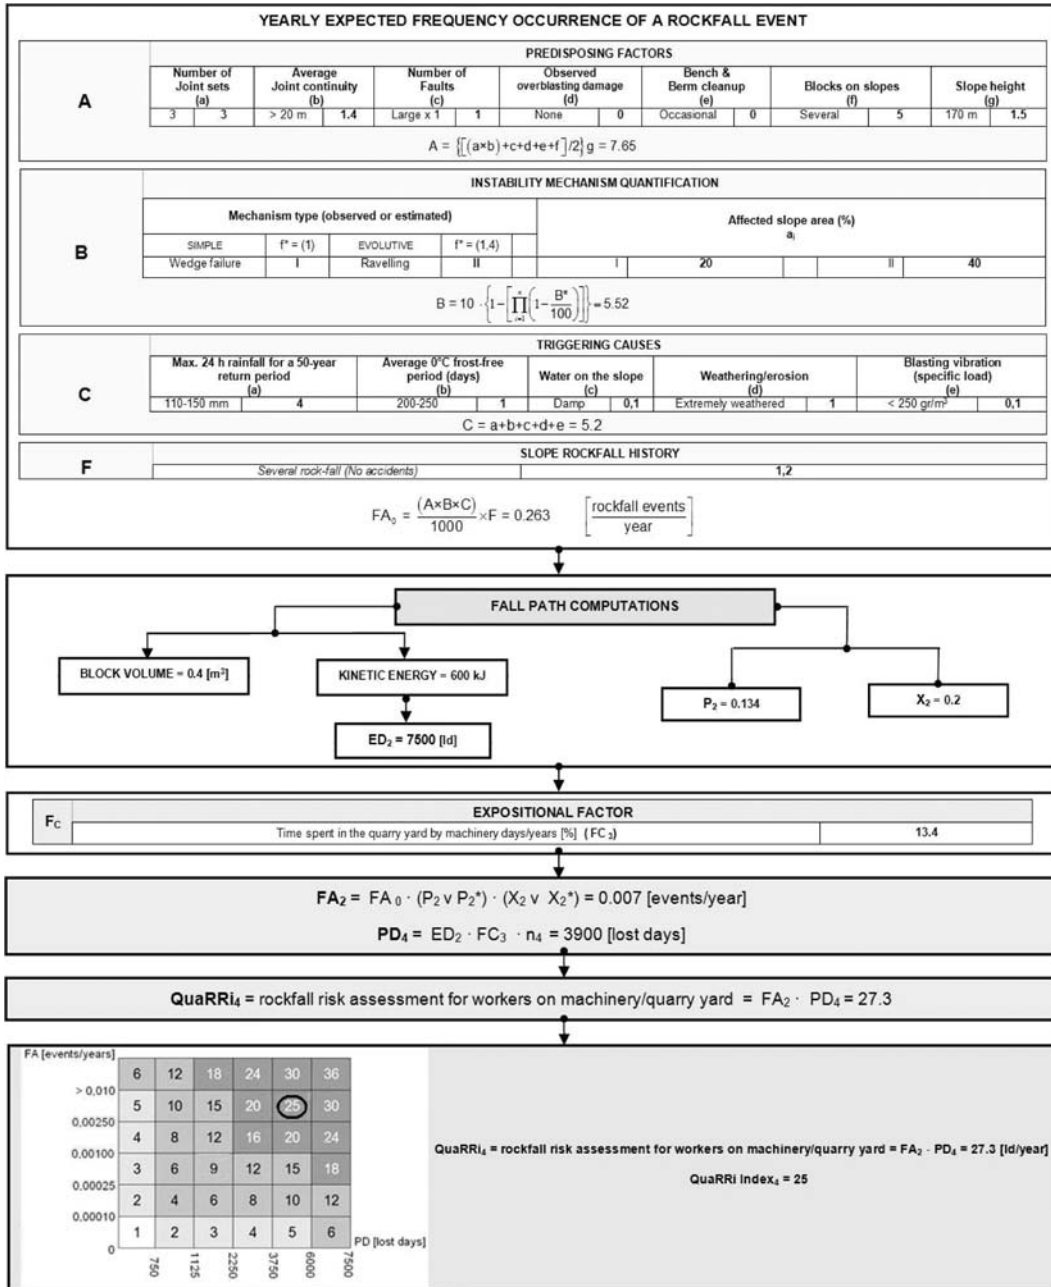 YEARLY EXPECTED FREQUENCY OCCURRENCE OF A ROCKFALL EVENT
PREDISPOSING FACTORS
A
Number of Joint sets (a)
Average Joint continuity (b)
Number of Faults (c)
Observed overblasting damage (d)
Bench & Berm cleanup (e)
Blocks on slopes (f)
Slope height (g)
3 3 > 20 m 1.4 Large x 1 1 None 0 Occasional 0 Several 5 170 m 1.5
A = {[(a×b)+c+d+e+f]/2}g = 7.65
INSTABILITY MECHANISM QUANTIFICATION
B
Mechanism type (observed or estimated)
Affected slope area (%) aᵢ
SIMPLE f* = (1) EVOLUTIVE f* = (1,4)
Wedge failure I Ravelling II I 20 II 40
B = 10 · {1−[∏(1−B*/100)]} = 5.52
TRIGGERING CAUSES
C
Max. 24 h rainfall for a 50-year return period (a)
Average 0°C frost-free period (days) (b)
Water on the slope (c)
Weathering/erosion (d)
Blasting vibration (specific load) (e)
110-150 mm 4 200-250 1 Damp 0,1 Extremely weathered 1 < 250 gr/m³ 0,1
C = a+b+c+d+e = 5.2
F
SLOPE ROCKFALL HISTORY
Several rock-fall (No accidents) 1,2
FA₀ = (A×B×C)/1000 ×F = 0.263 [rockfall events/year]
FALL PATH COMPUTATIONS
BLOCK VOLUME = 0.4 [m³]
KINETIC ENERGY = 600 kJ
P₂ = 0.134
X₂ = 0.2
ED₂ = 7500 [ld]
F_C
EXPOSITIONAL FACTOR
Time spent in the quarry yard by machinery days/years [%] (FC₃) 13.4
FA₂ = FA₀ · (P₂ v P₂*) · (X₂ v X₂*) = 0.007 [events/year]
PD₄ = ED₂ · FC₃ · n₄ = 3900 [lost days]
QuaRRi₄ = rockfall risk assessment for workers on machinery/quarry yard = FA₂ · PD₄ = 27.3
FA [events/years]
6 12 18 24 30 36
> 0,010
5 10 15 20 25 30
0,00250
4 8 12 16 20 24
0,00100
3 6 9 12 15 18
0,00025
2 4 6 8 10 12
0,00010
1 2 3 4 5 6
0
PD [lost days]
750 1125 2250 3750 6000 7500
QuaRRi₄ = rockfall risk assessment for workers on machinery/quarry yard = FA₂ · PD₄ = 27.3 [ld/year]
QuaRRi Index₄ = 25